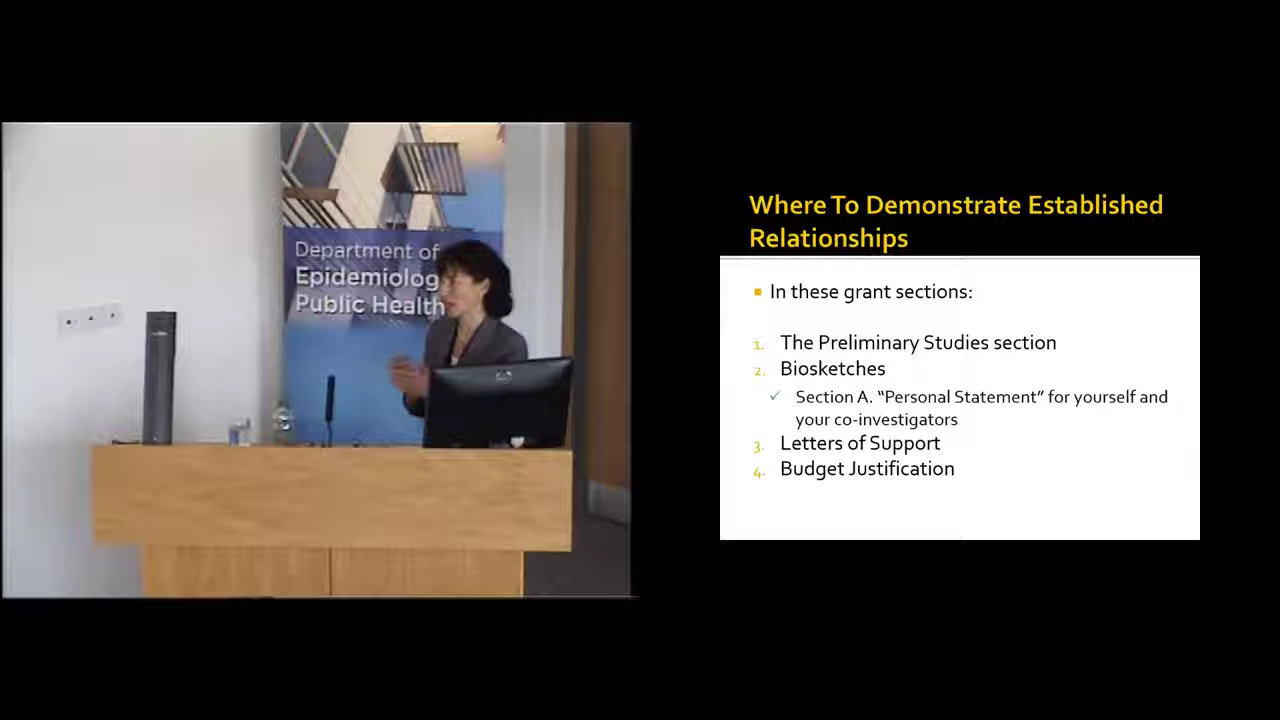 Department of
Epidemiolog
Public Health
Where To Demonstrate Established
Relationships
In these grant sections:
1. The Preliminary Studies section
2. Biosketches
✓ Section A. “Personal Statement” for yourself and
your co-investigators
3. Letters of Support
4. Budget Justification